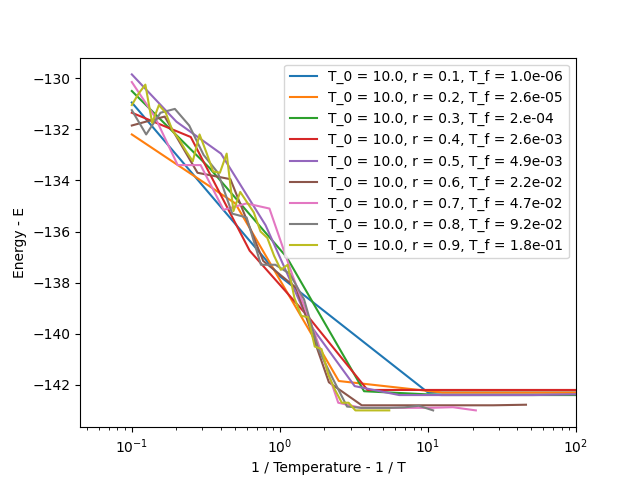 T_0 = 10.0, r = 0.1, T_f = 1.0e-06
T_0 = 10.0, r = 0.2, T_f = 2.6e-05
T_0 = 10.0, r = 0.3, T_f = 2.e-04
T_0 = 10.0, r = 0.4, T_f = 2.6e-03
T_0 = 10.0, r = 0.5, T_f = 4.9e-03
T_0 = 10.0, r = 0.6, T_f = 2.2e-02
T_0 = 10.0, r = 0.7, T_f = 4.7e-02
T_0 = 10.0, r = 0.8, T_f = 9.2e-02
T_0 = 10.0, r = 0.9, T_f = 1.8e-01
Energy - E
−130
−132
−134
−136
−138
−140
−142
10⁻¹
10⁰
10¹
10²
1 / Temperature - 1 / T